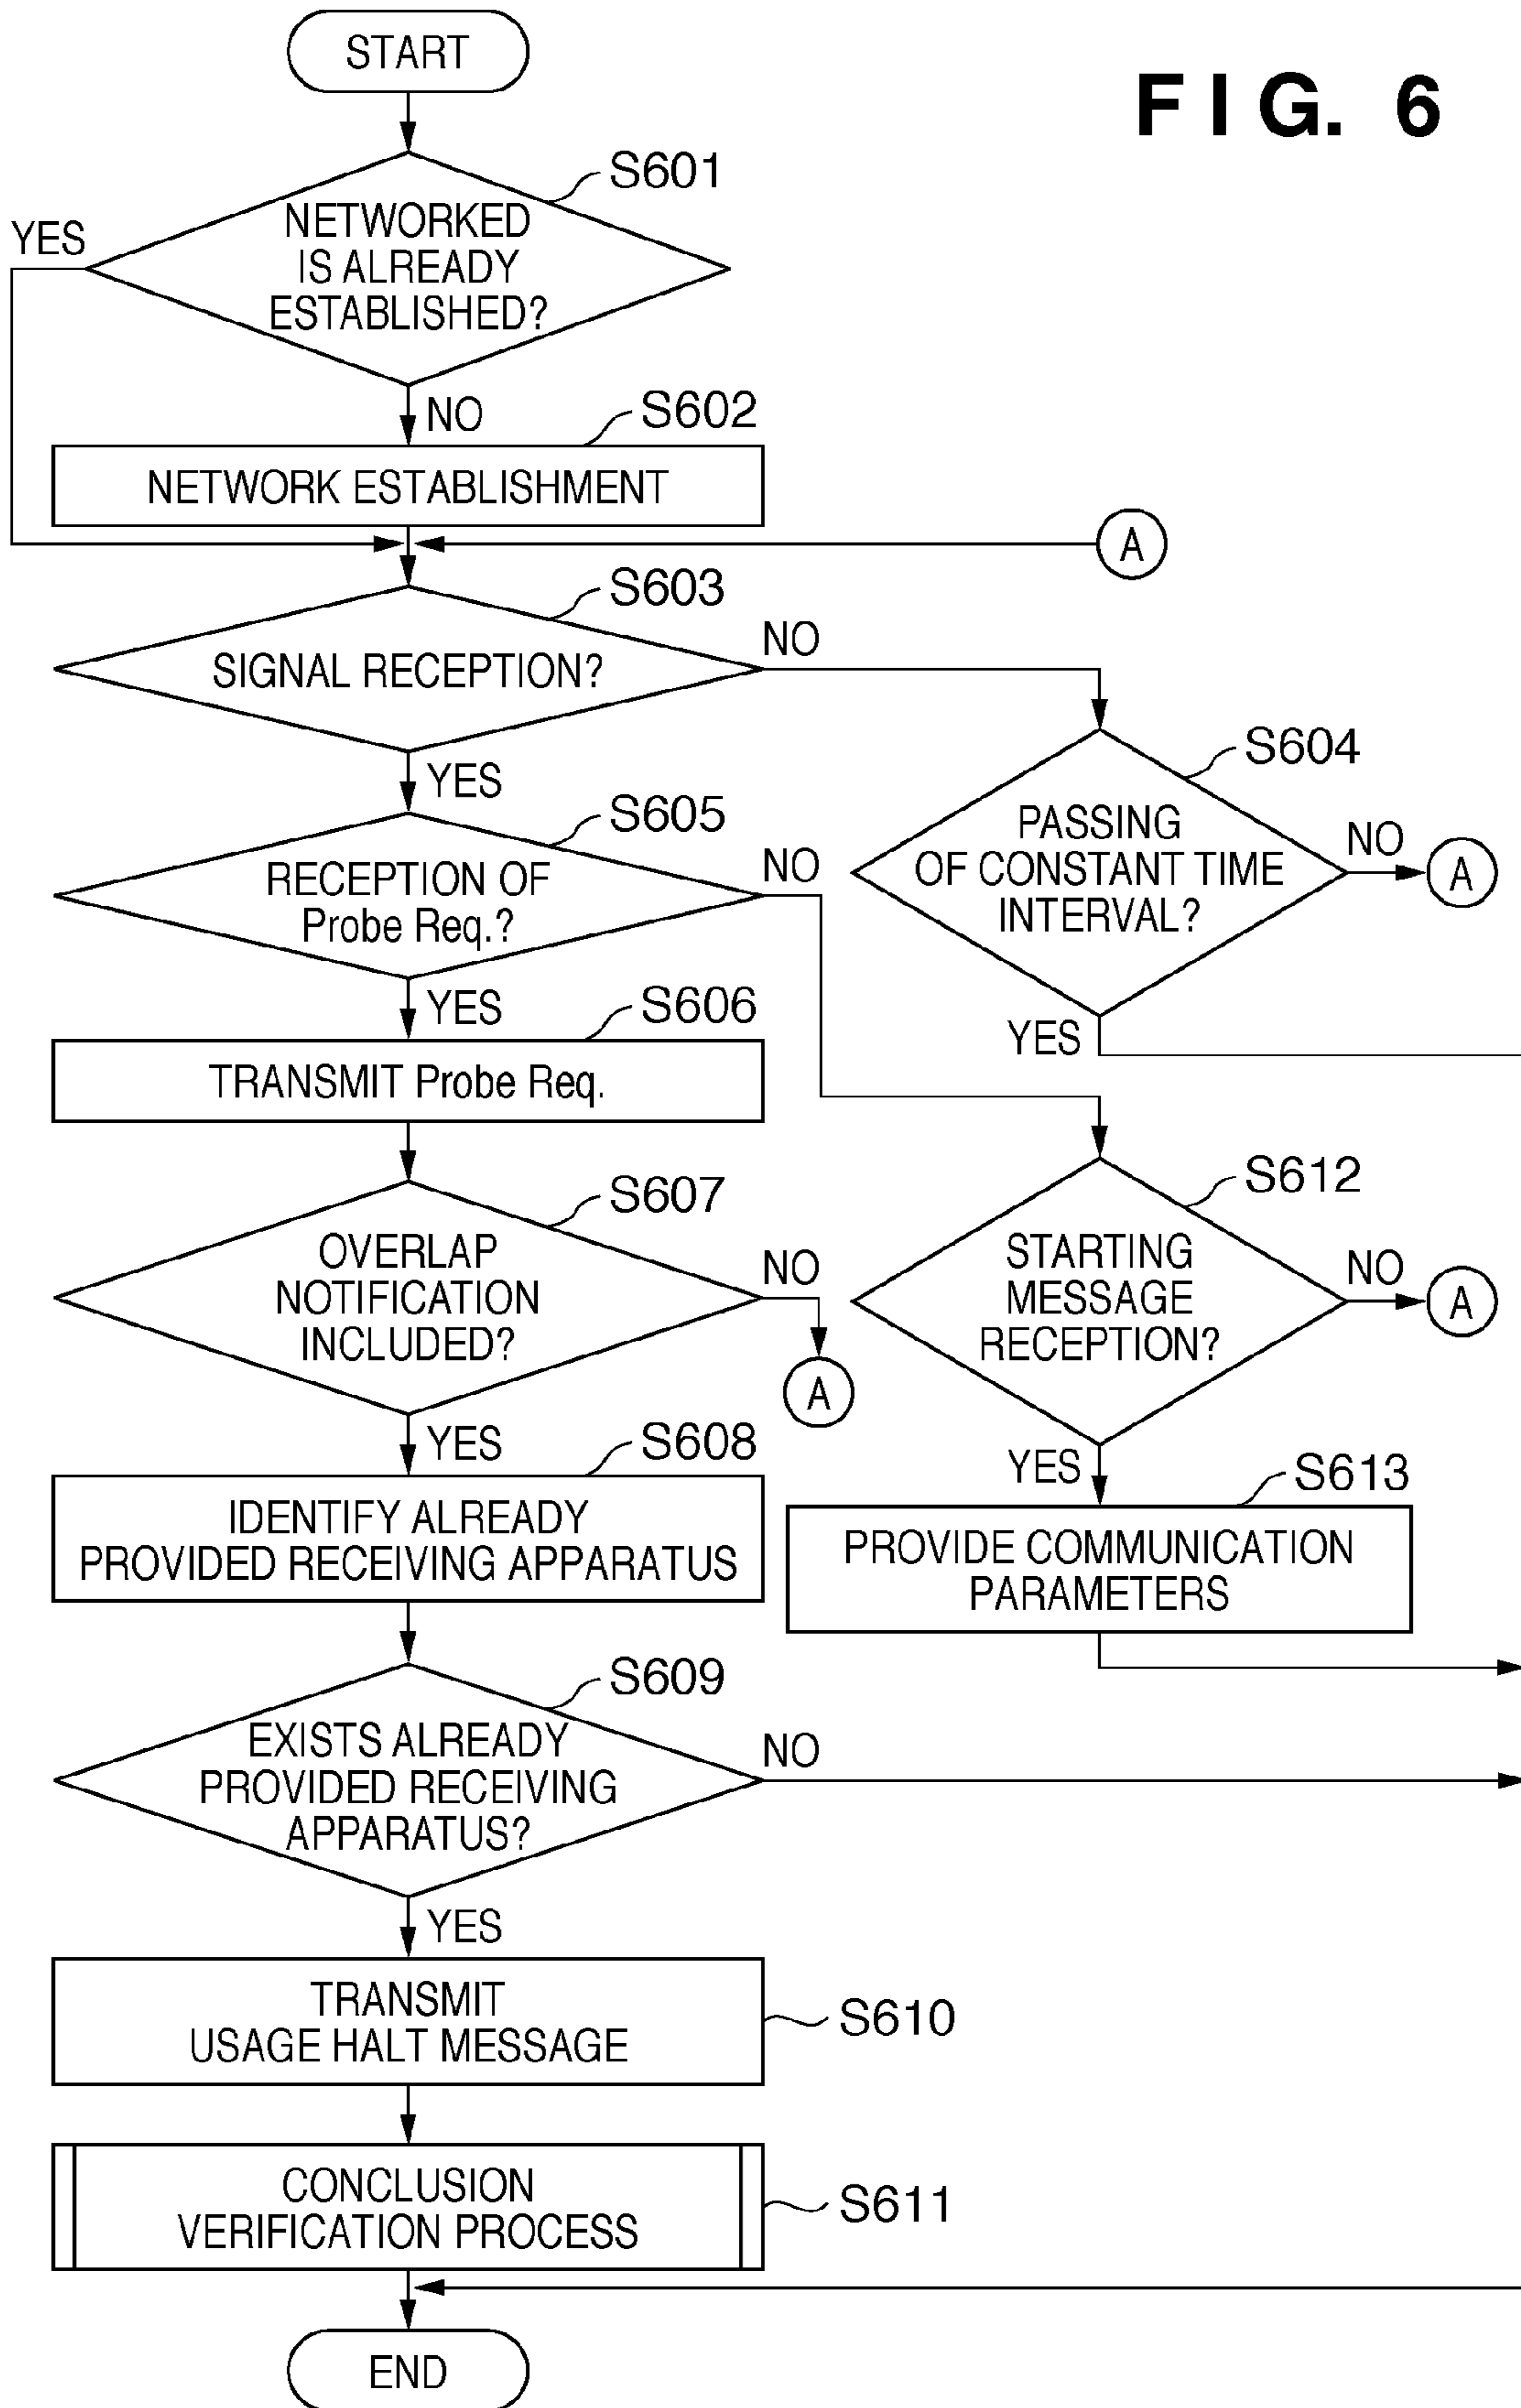 START
FIG. 6
S601
NETWORKED
IS ALREADY
ESTABLISHED?
YES
NO
S602
NETWORK ESTABLISHMENT
A
S603
SIGNAL RECEPTION?
NO
YES
S604
PASSING
OF CONSTANT TIME
INTERVAL?
NO
A
YES
S605
RECEPTION OF
Probe Req.?
NO
YES
S606
TRANSMIT Probe Req.
S607
OVERLAP
NOTIFICATION
INCLUDED?
NO
A
YES
S612
STARTING
MESSAGE
RECEPTION?
NO
A
YES
S613
PROVIDE COMMUNICATION
PARAMETERS
S608
IDENTIFY ALREADY
PROVIDED RECEIVING APPARATUS
S609
EXISTS ALREADY
PROVIDED RECEIVING
APPARATUS?
NO
YES
TRANSMIT
USAGE HALT MESSAGE
S610
CONCLUSION
VERIFICATION PROCESS
S611
END